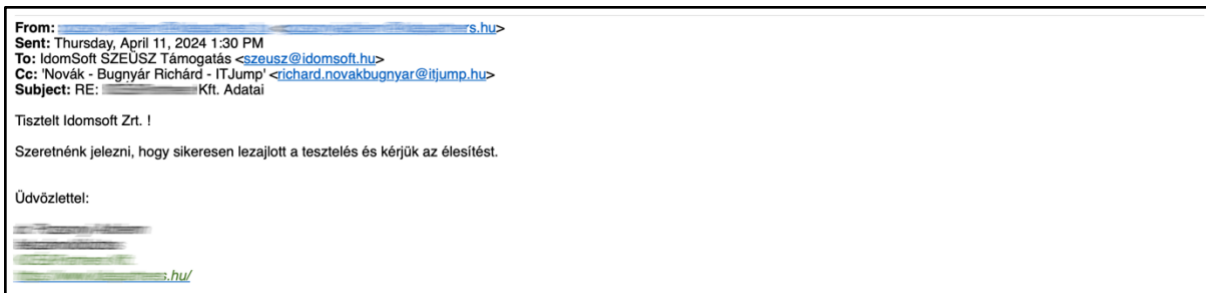 From: s.hu>
Sent: Thursday, April 11, 2024 1:30 PM
To: IdomSoft SZEÜSZ Támogatás <szeusz@idomsoft.hu>
Cc: 'Novák - Bugnyár Richárd - ITJump' <richard.novakbugnyar@itjump.hu>
Subject: RE: Kft. Adatai
Tisztelt Idomsoft Zrt. !
Szeretnénk jelezni, hogy sikeresen lezajlott a tesztelés és kérjük az élesítést.
Üdvözlettel:
s.hu/